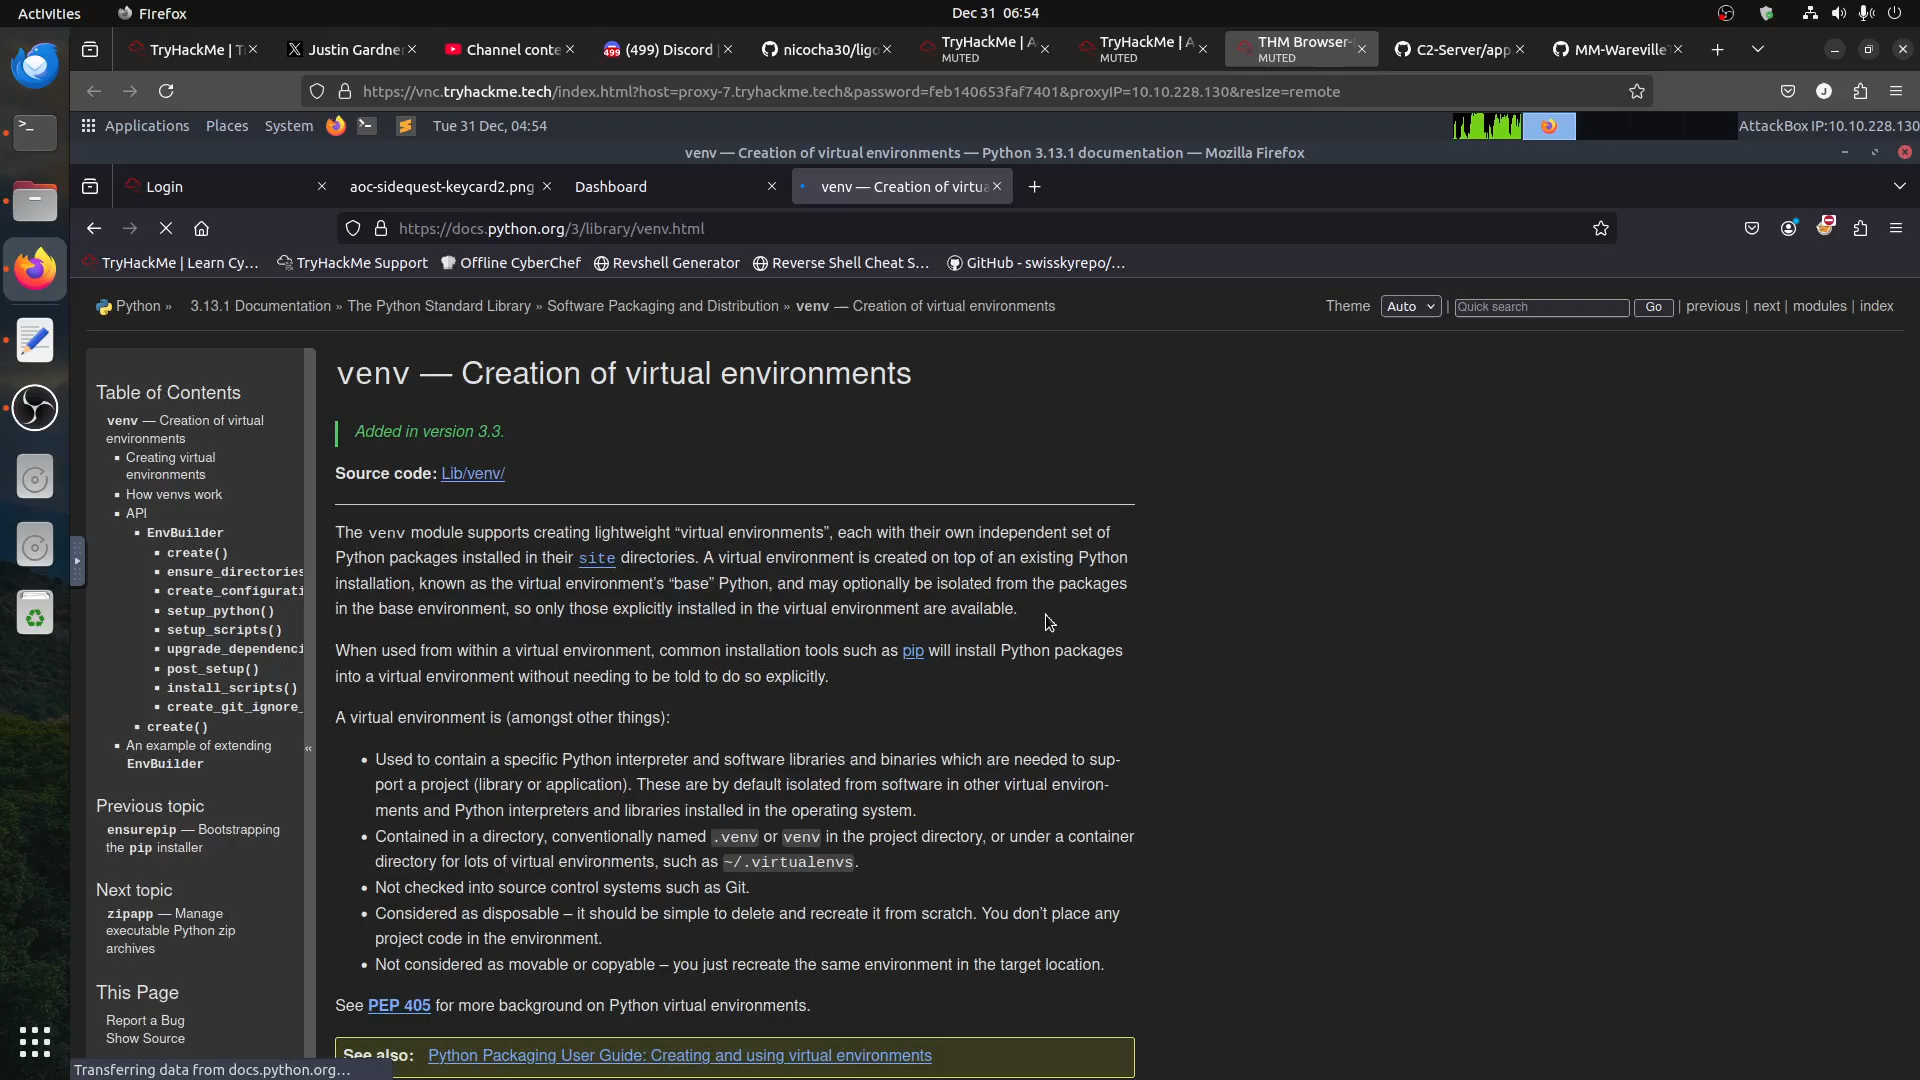 Activities
Firefox
Dec 31 06:54
TryHackMe | T
Justin Gardne
Channel conte
(499) Discord |
nicocha30/ligo
TryHackMe | A
MUTED
TryHackMe | A
MUTED
THM Browser-
MUTED
C2-Server/app
MM-Wareville
https://vnc.tryhackme.tech/index.html?host=proxy-7.tryhackme.tech&password=feb140653faf7401&proxyIP=10.10.228.130&resize=remote
Applications Places System Tue 31 Dec, 04:54 AttackBox IP:10.10.228.130
venv — Creation of virtual environments — Python 3.13.1 documentation — Mozilla Firefox
Login
aoc-sidequest-keycard2.png
Dashboard
venv — Creation of virtu
https://docs.python.org/3/library/venv.html
TryHackMe | Learn Cy... TryHackMe Support Offline CyberChef Revshell Generator Reverse Shell Cheat S... GitHub - swisskyrepo/...
Python » 3.13.1 Documentation » The Python Standard Library » Software Packaging and Distribution » venv — Creation of virtual environments Theme Auto | Quick search Go | previous | next | modules | index
Table of Contents
venv — Creation of virtual
environments
Creating virtual
environments
How venvs work
API
EnvBuilder
create()
ensure_directories
create_configurati
setup_python()
setup_scripts()
upgrade_dependenci
post_setup()
install_scripts()
create_git_ignore_
create()
An example of extending
EnvBuilder
Previous topic
ensurepip — Bootstrapping
the pip installer
Next topic
zipapp — Manage
executable Python zip
archives
This Page
Report a Bug
Show Source
«
venv — Creation of virtual environments
Added in version 3.3.
Source code: Lib/venv/
The venv module supports creating lightweight “virtual environments”, each with their own independent set of
Python packages installed in their site directories. A virtual environment is created on top of an existing Python
installation, known as the virtual environment’s “base” Python, and may optionally be isolated from the packages
in the base environment, so only those explicitly installed in the virtual environment are available.
When used from within a virtual environment, common installation tools such as pip will install Python packages
into a virtual environment without needing to be told to do so explicitly.
A virtual environment is (amongst other things):
• Used to contain a specific Python interpreter and software libraries and binaries which are needed to sup-
port a project (library or application). These are by default isolated from software in other virtual environ-
ments and Python interpreters and libraries installed in the operating system.
• Contained in a directory, conventionally named .venv or venv in the project directory, or under a container
directory for lots of virtual environments, such as ~/.virtualenvs.
• Not checked into source control systems such as Git.
• Considered as disposable – it should be simple to delete and recreate it from scratch. You don’t place any
project code in the environment.
• Not considered as movable or copyable – you just recreate the same environment in the target location.
See PEP 405 for more background on Python virtual environments.
See also: Python Packaging User Guide: Creating and using virtual environments
Transferring data from docs.python.org…